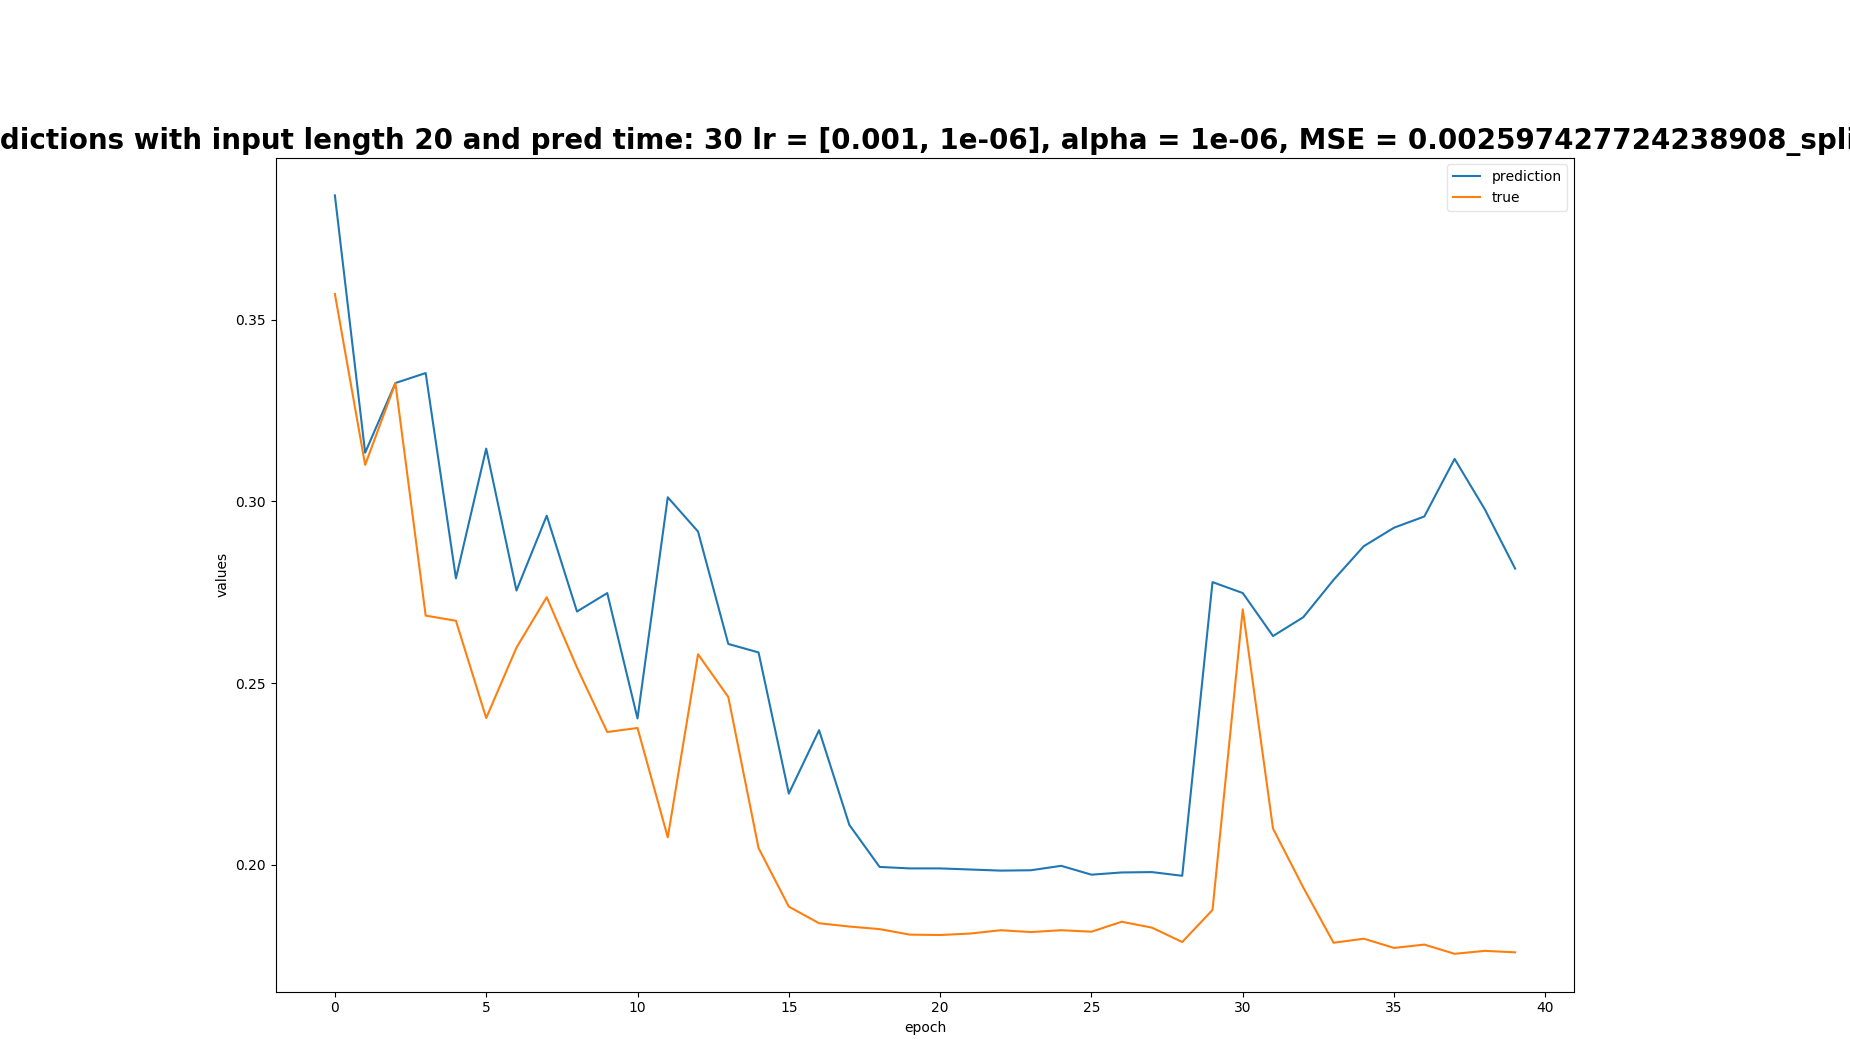 dictions with input length 20 and pred time: 30 lr = [0.001, 1e-06], alpha = 1e-06, MSE = 0.002597427724238908_spli
prediction
true
0.35
0.30
0.25
0.20
values
0 5 10 15 20 25 30 35 40
epoch